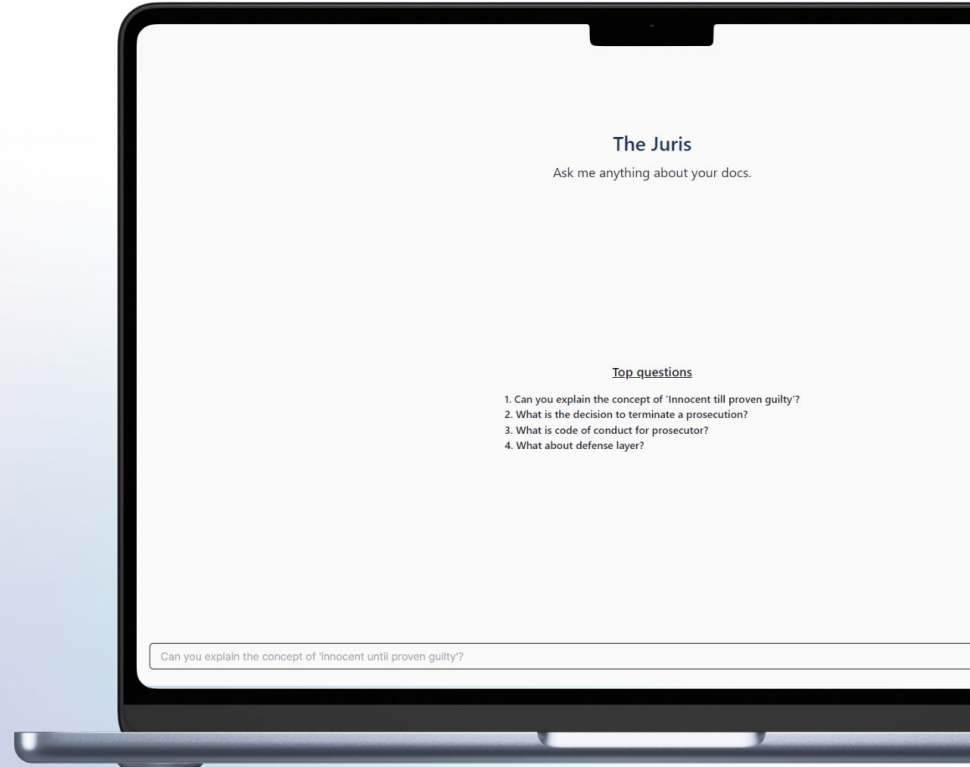 The Juris
Ask me anything about your docs.
Top questions
1. Can you explain the concept of 'Innocent till proven guilty'?
2. What is the decision to terminate a prosecution?
3. What is code of conduct for prosecutor?
4. What about defense layer?
Can you explain the concept of 'innocent until proven guilty'?